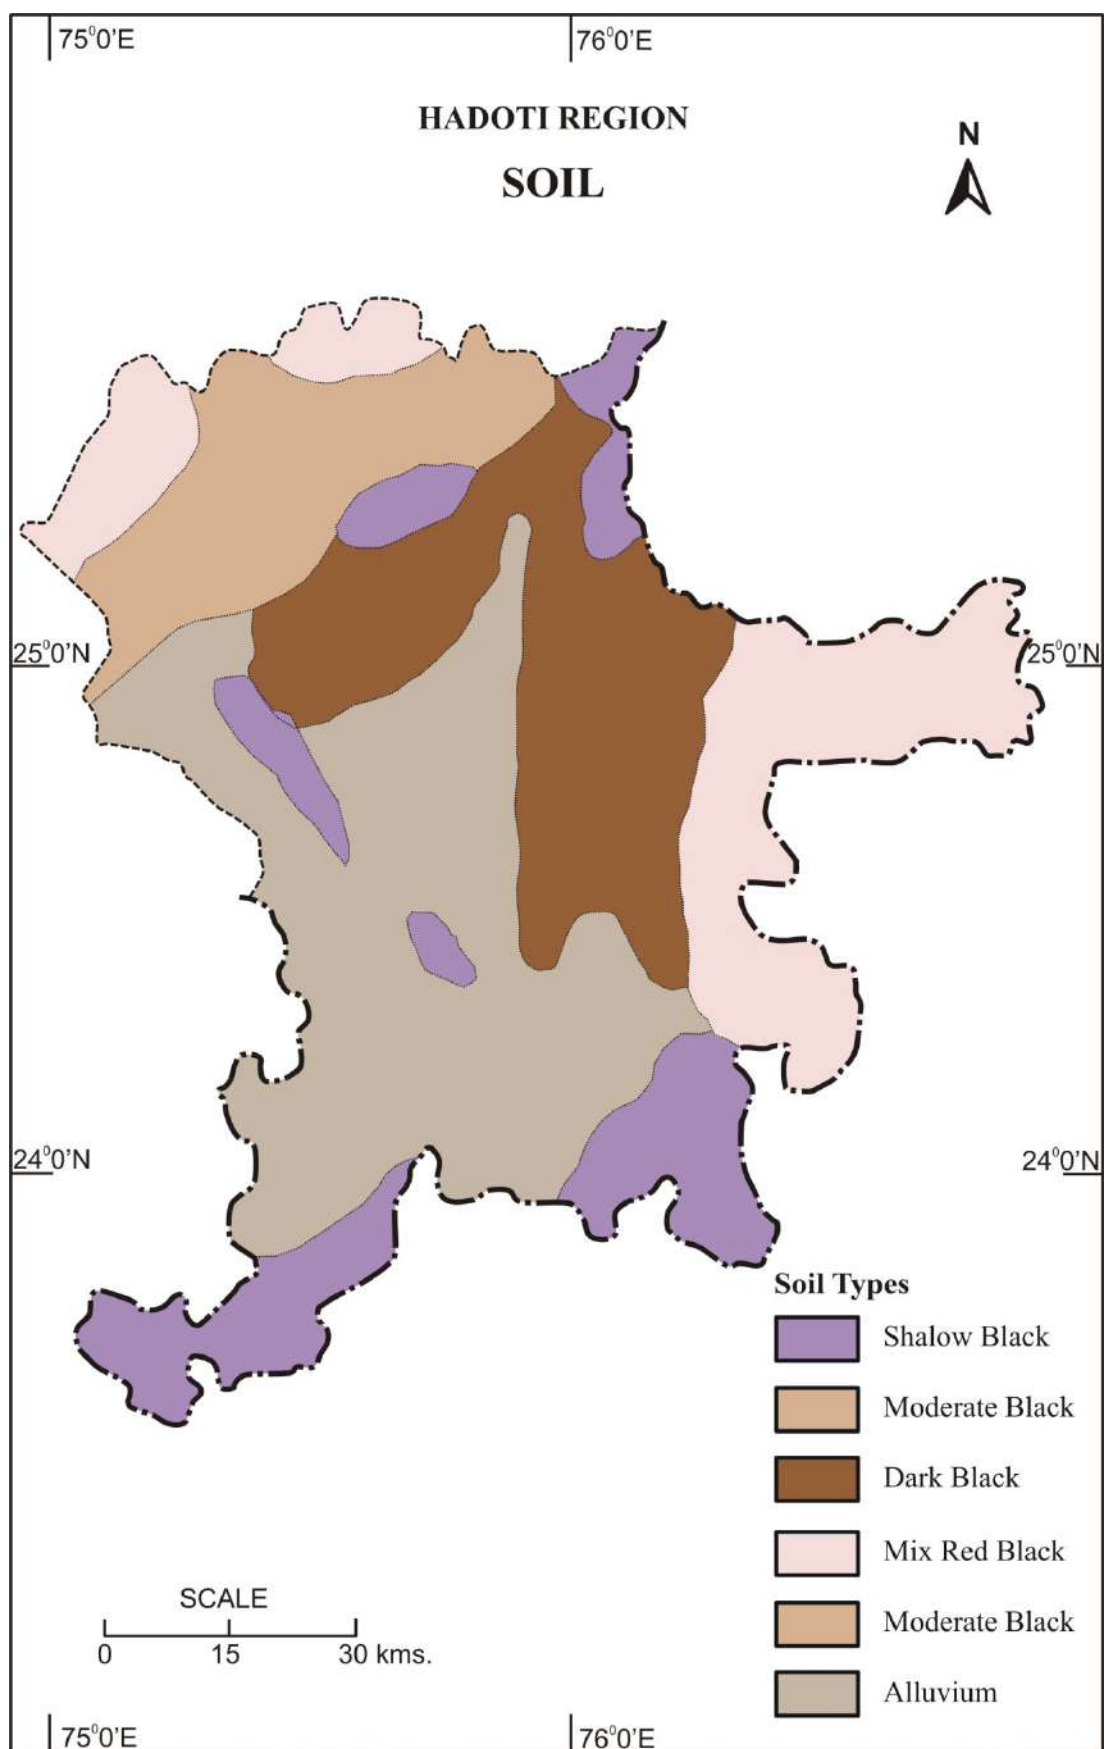 75⁰0'E
76⁰0'E
HADOTI REGION
SOIL
N
25⁰0'N
25⁰0'N
24⁰0'N
24⁰0'N
Soil Types
Shalow Black
Moderate Black
Dark Black
Mix Red Black
Moderate Black
Alluvium
SCALE
0 15 30 kms.
75⁰0'E
76⁰0'E